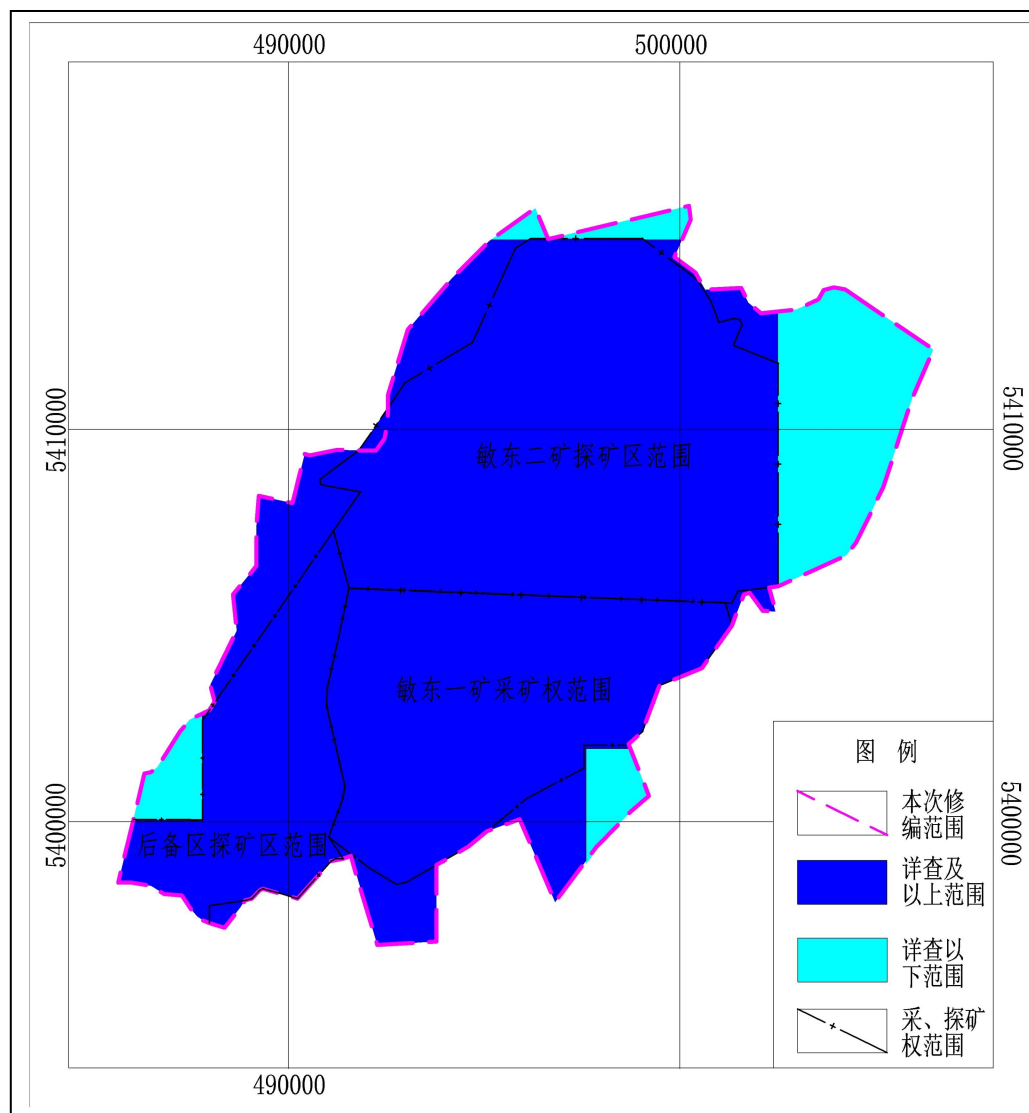 490000
500000
5410000
5410000
敏东二矿探矿区范围
敏东一矿采矿权范围
后备区探矿区范围
5400000
5400000
图 例
本次修
编范围
详查及
以上范围
详查以
下范围
采、探矿
权范围
490000